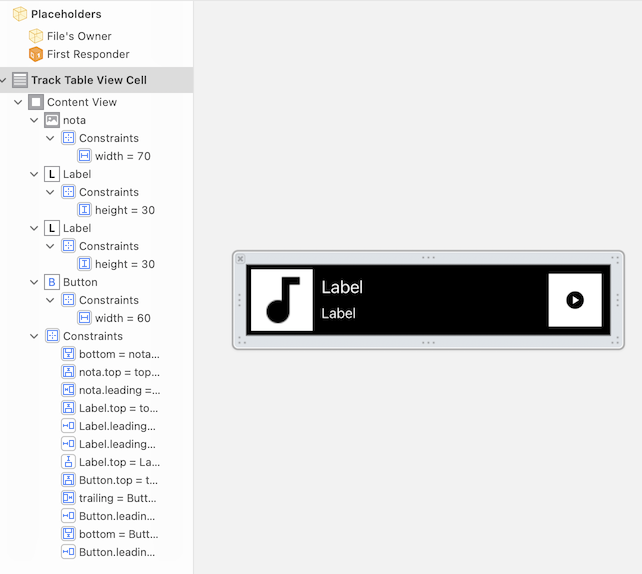 Placeholders
File's Owner
First Responder
Track Table View Cell
Content View
nota
Constraints
width = 70
L Label
Constraints
height = 30
L Label
Constraints
height = 30
B Button
Constraints
width = 60
Constraints
bottom = nota...
nota.top = top...
nota.leading =...
Label.top = to...
Label.leading...
Label.leading...
Label.top = La...
Button.top = t...
trailing = Butt...
Button.leadin...
bottom = Butt...
Button.leadin...
Label
Label